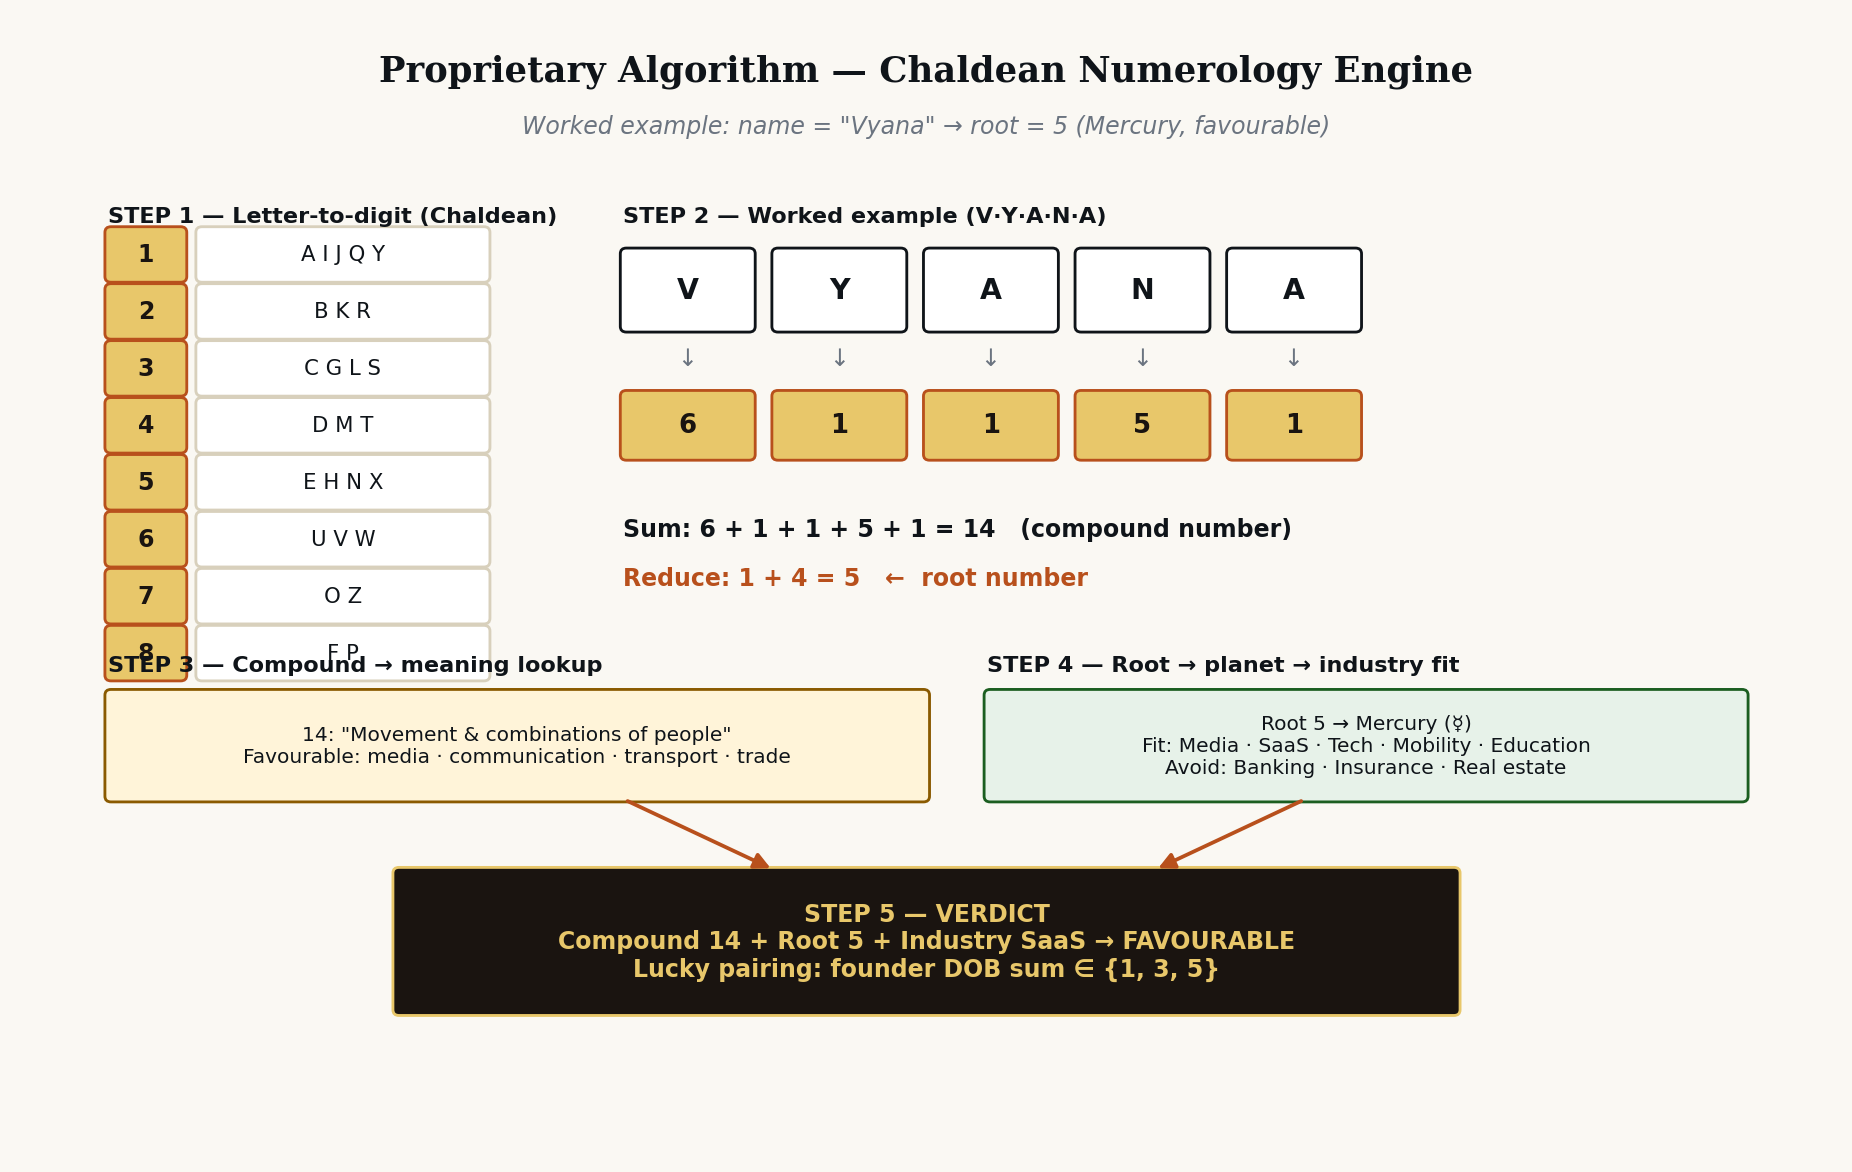 Proprietary Algorithm — Chaldean Numerology Engine
Worked example: name = "Vyana" → root = 5 (Mercury, favourable)
STEP 1 — Letter-to-digit (Chaldean)
1 A I J Q Y
2 B K R
3 C G L S
4 D M T
5 E H N X
6 U V W
7 O Z
8 F P
STEP 2 — Worked example (V·Y·A·N·A)
V Y A N A
↓ ↓ ↓ ↓ ↓
6 1 1 5 1
Sum: 6 + 1 + 1 + 5 + 1 = 14 (compound number)
Reduce: 1 + 4 = 5 ← root number
STEP 3 — Compound → meaning lookup
14: "Movement & combinations of people"
Favourable: media · communication · transport · trade
STEP 4 — Root → planet → industry fit
Root 5 → Mercury (☿)
Fit: Media · SaaS · Tech · Mobility · Education
Avoid: Banking · Insurance · Real estate
STEP 5 — VERDICT
Compound 14 + Root 5 + Industry SaaS → FAVOURABLE
Lucky pairing: founder DOB sum ∈ {1, 3, 5}